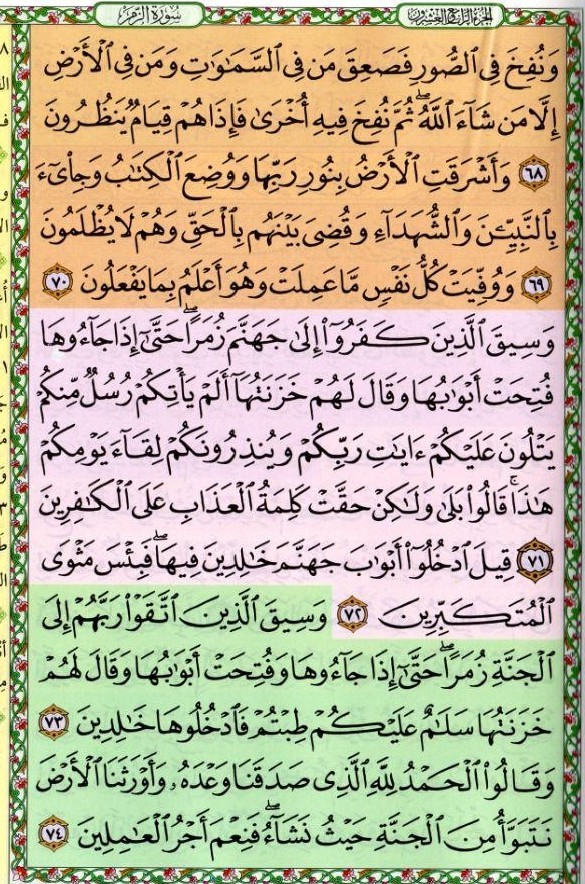 الجزء الرابع والعشرون
سورة الزمر
وَنُفِخَ فِى ٱلصُّورِ فَصَعِقَ مَن فِى ٱلسَّمَٰوَٰتِ وَمَن فِى ٱلْأَرْضِ
إِلَّا مَن شَآءَ ٱللَّهُ ۖ ثُمَّ نُفِخَ فِيهِ أُخْرَىٰ فَإِذَا هُمْ قِيَامٌ يَنظُرُونَ
٦٨ وَأَشْرَقَتِ ٱلْأَرْضُ بِنُورِ رَبِّهَا وَوُضِعَ ٱلْكِتَٰبُ وَجِا۟ىٓءَ
بِٱلنَّبِيِّۦنَ وَٱلشُّهَدَآءِ وَقُضِىَ بَيْنَهُم بِٱلْحَقِّ وَهُمْ لَا يُظْلَمُونَ
٦٩ وَوُفِّيَتْ كُلُّ نَفْسٍ مَّا عَمِلَتْ وَهُوَ أَعْلَمُ بِمَا يَفْعَلُونَ ٧٠
وَسِيقَ ٱلَّذِينَ كَفَرُوٓا۟ إِلَىٰ جَهَنَّمَ زُمَرًا ۖ حَتَّىٰٓ إِذَا جَآءُوهَا
فُتِحَتْ أَبْوَٰبُهَا وَقَالَ لَهُمْ خَزَنَتُهَآ أَلَمْ يَأْتِكُمْ رُسُلٌ مِّنكُمْ
يَتْلُونَ عَلَيْكُمْ ءَايَٰتِ رَبِّكُمْ وَيُنذِرُونَكُمْ لِقَآءَ يَوْمِكُمْ
هَٰذَا ۚ قَالُوا۟ بَلَىٰ وَلَٰكِنْ حَقَّتْ كَلِمَةُ ٱلْعَذَابِ عَلَى ٱلْكَٰفِرِينَ
٧١ قِيلَ ٱدْخُلُوٓا۟ أَبْوَٰبَ جَهَنَّمَ خَٰلِدِينَ فِيهَا ۖ فَبِئْسَ مَثْوَى
ٱلْمُتَكَبِّرِينَ ٧٢ وَسِيقَ ٱلَّذِينَ ٱتَّقَوْا۟ رَبَّهُمْ إِلَى
ٱلْجَنَّةِ زُمَرًا ۖ حَتَّىٰٓ إِذَا جَآءُوهَا وَفُتِحَتْ أَبْوَٰبُهَا وَقَالَ لَهُمْ
خَزَنَتُهَا سَلَٰمٌ عَلَيْكُمْ طِبْتُمْ فَٱدْخُلُوهَا خَٰلِدِينَ ٧٣
وَقَالُوا۟ ٱلْحَمْدُ لِلَّهِ ٱلَّذِى صَدَقَنَا وَعْدَهُۥ وَأَوْرَثَنَا ٱلْأَرْضَ
نَتَبَوَّأُ مِنَ ٱلْجَنَّةِ حَيْثُ نَشَآءُ ۖ فَنِعْمَ أَجْرُ ٱلْعَٰمِلِينَ ٧٤